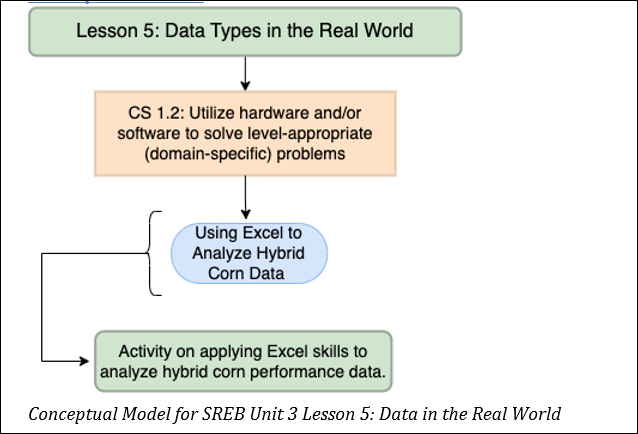 Lesson 5: Data Types in the Real World
CS 1.2: Utilize hardware and/or
software to solve level-appropriate
(domain-specific) problems
Using Excel to
Analyze Hybrid
Corn Data
Activity on applying Excel skills to
analyze hybrid corn performance data.
Conceptual Model for SREB Unit 3 Lesson 5: Data in the Real World